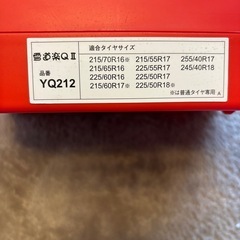 雪道楽QⅡ
品番
YQ212
適合タイヤサイズ
215/70R16※ 215/55R17 255/40R17
215/65R16 225/55R17 245/40R18
225/60R16 225/50R17
215/60R17※ 225/50R18※
※は普通タイヤ専用 A